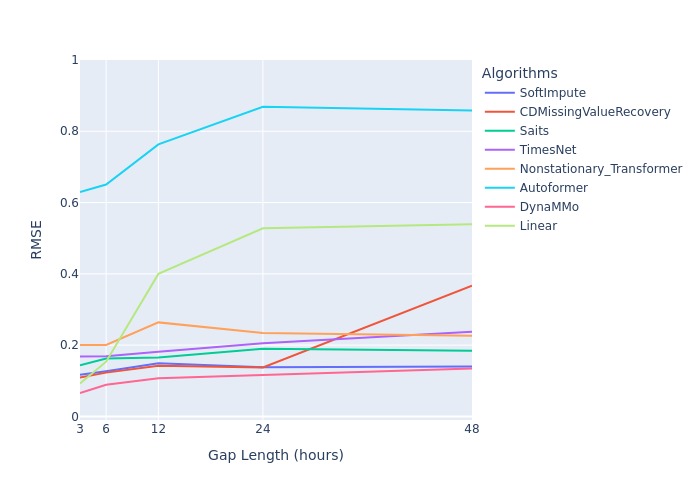 Algorithms
SoftImpute
CDMissingValueRecovery
Saits
TimesNet
Nonstationary_Transformer
Autoformer
DynaMMo
Linear
RMSE
1
0.8
0.6
0.4
0.2
0
3 6 12 24 48
Gap Length (hours)